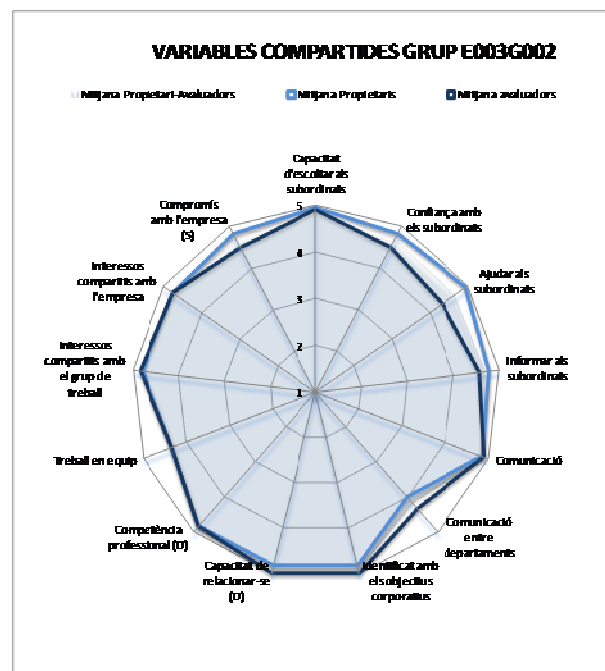 VARIABLES COMPARTIDES GRUP E003G002
Mitjana Propietari-Avaluadors
Mitjana Propietaris
Mitjana avaluadors
Capacitat
d'escoltar als
subordinats
Confiança amb
els subordinats
Ajudar als
subordinats
Informar als
subordinats
Comunicació
Comunicació
entre
departaments
Identificat amb
els objectius
corporatius
Capacitat de
relacionar-se
(D)
Competència
professional (D)
Treball en equip
Interessos
compartits amb
el grup de
treball
Interessos
compartits amb
l'empresa
Compromís
amb l'empresa
(S)
5
4
3
2
1